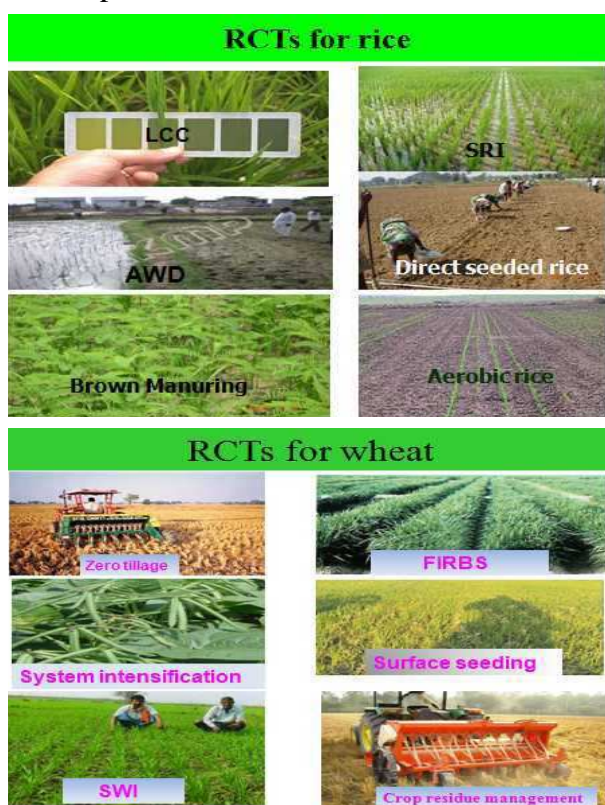 RCTs for rice
LCC
SRI
AWD
Direct seeded rice
Brown Manuring
Aerobic rice
RCTs for wheat
Zero tillage
FIRBS
System intensification
Surface seeding
SWI
Crop residue management